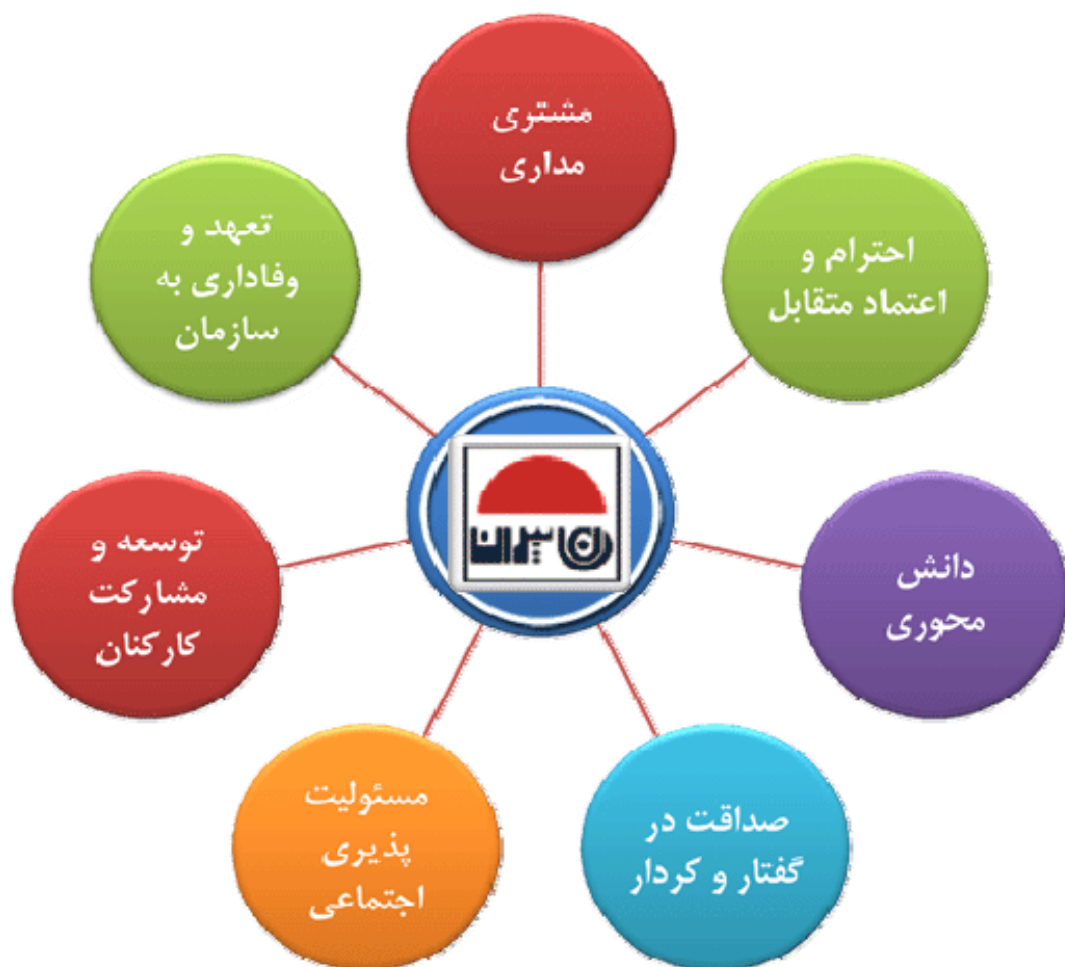 مشتری
مداری
احترام و
اعتماد متقابل
دانش
محوری
صداقت در
گفتار و کردار
مسئولیت
پذیری
اجتماعی
توسعه و
مشارکت
کارکنان
تعهد و
وفاداری به
سازمان